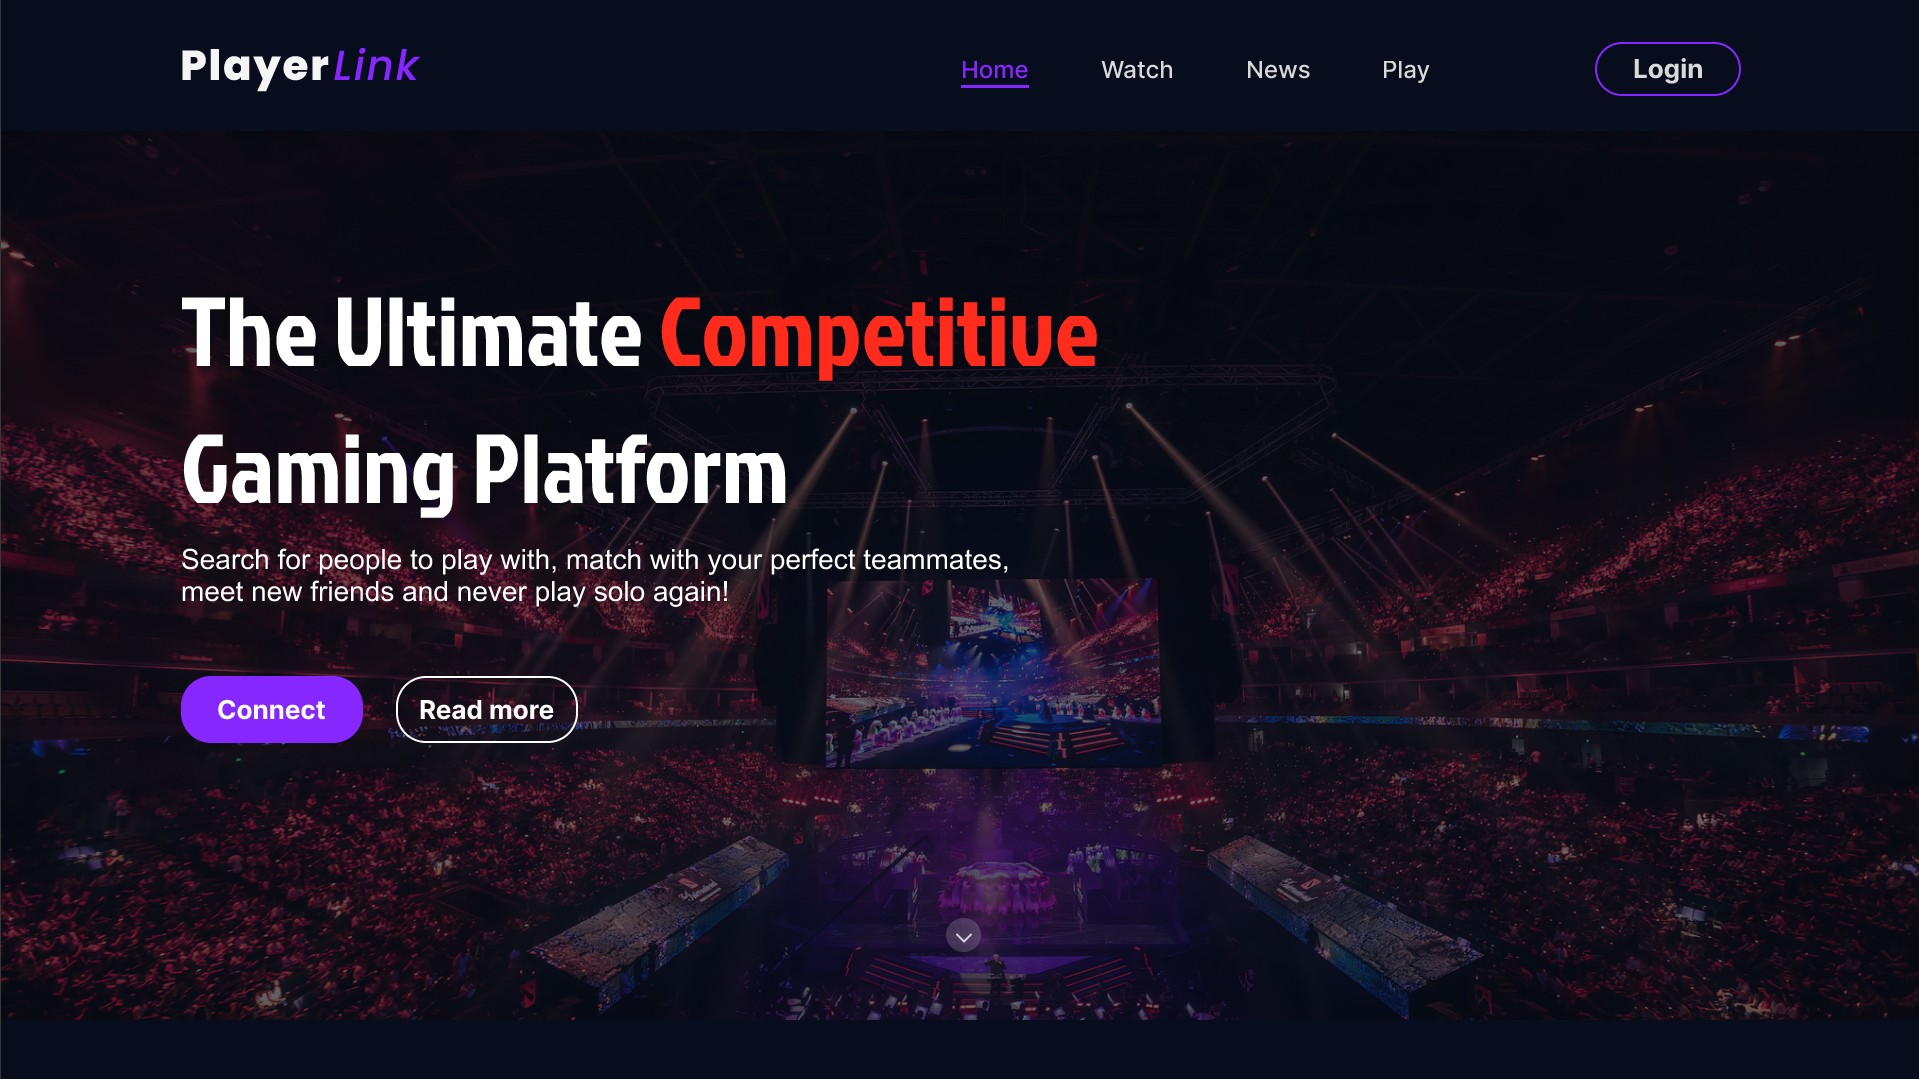 PlayerLink
Home Watch News Play
Login
The Ultimate Competitive
Gaming Platform
Search for people to play with, match with your perfect teammates,
meet new friends and never play solo again!
Connect
Read more